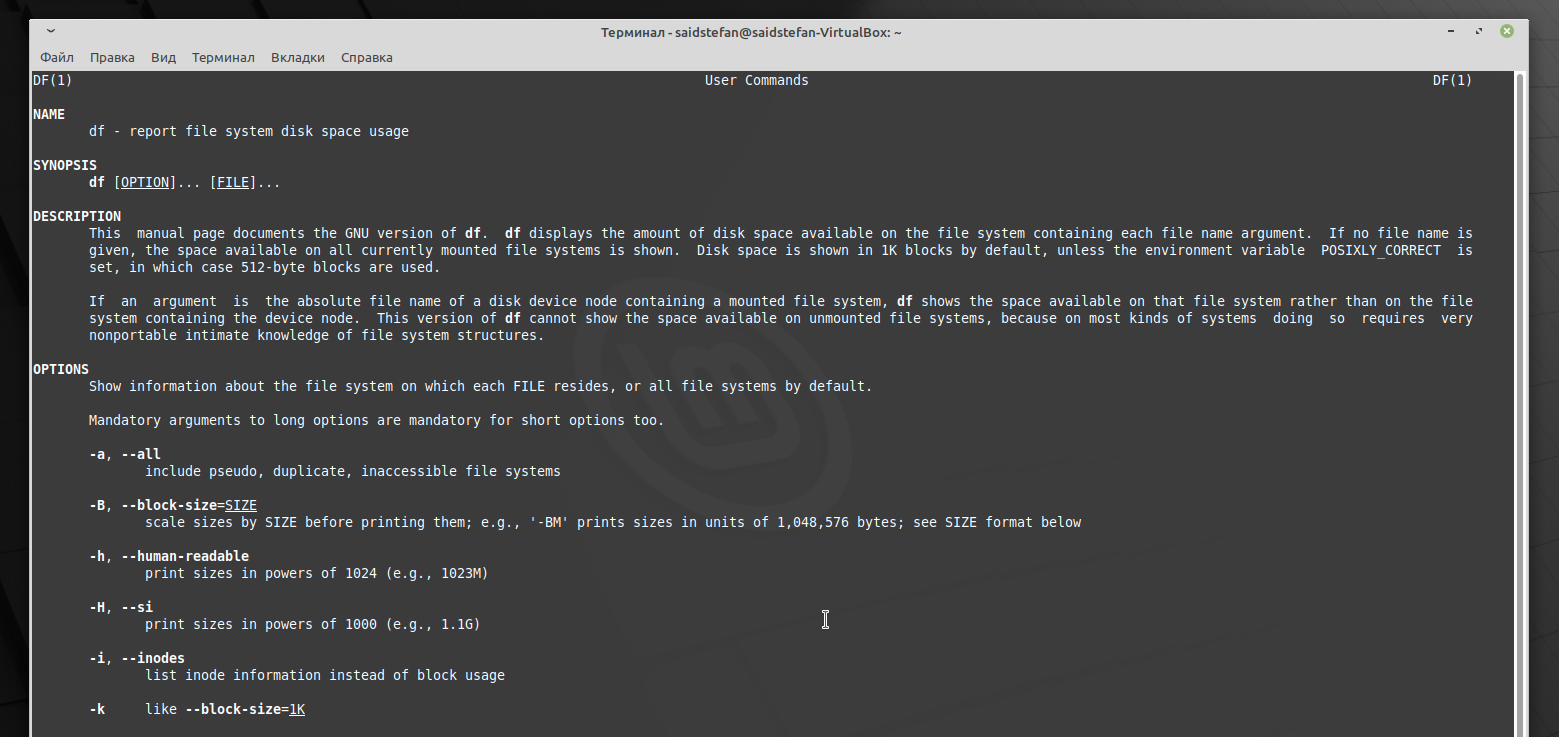 Терминал - saidstefan@saidstefan-VirtualBox: ~
Файл Правка Вид Терминал Вкладки Справка
DF(1) User Commands DF(1)
NAME
df - report file system disk space usage
SYNOPSIS
df [OPTION]... [FILE]...
DESCRIPTION
This  manual page documents the GNU version of df.  df displays the amount of disk space available on the file system containing each file name argument.  If no file name is
given, the space available on all currently mounted file systems is shown.  Disk space is shown in 1K blocks by default, unless the environment variable  POSIXLY_CORRECT  is
set, in which case 512-byte blocks are used.
If  an  argument  is  the absolute file name of a disk device node containing a mounted file system, df shows the space available on that file system rather than on the file
system containing the device node.  This version of df cannot show the space available on unmounted file systems, because on most kinds of systems  doing  so  requires  very
nonportable intimate knowledge of file system structures.
OPTIONS
Show information about the file system on which each FILE resides, or all file systems by default.
Mandatory arguments to long options are mandatory for short options too.
-a, --all
include pseudo, duplicate, inaccessible file systems
-B, --block-size=SIZE
scale sizes by SIZE before printing them; e.g., '-BM' prints sizes in units of 1,048,576 bytes; see SIZE format below
-h, --human-readable
print sizes in powers of 1024 (e.g., 1023M)
-H, --si
print sizes in powers of 1000 (e.g., 1.1G)
-i, --inodes
list inode information instead of block usage
-k     like --block-size=1K